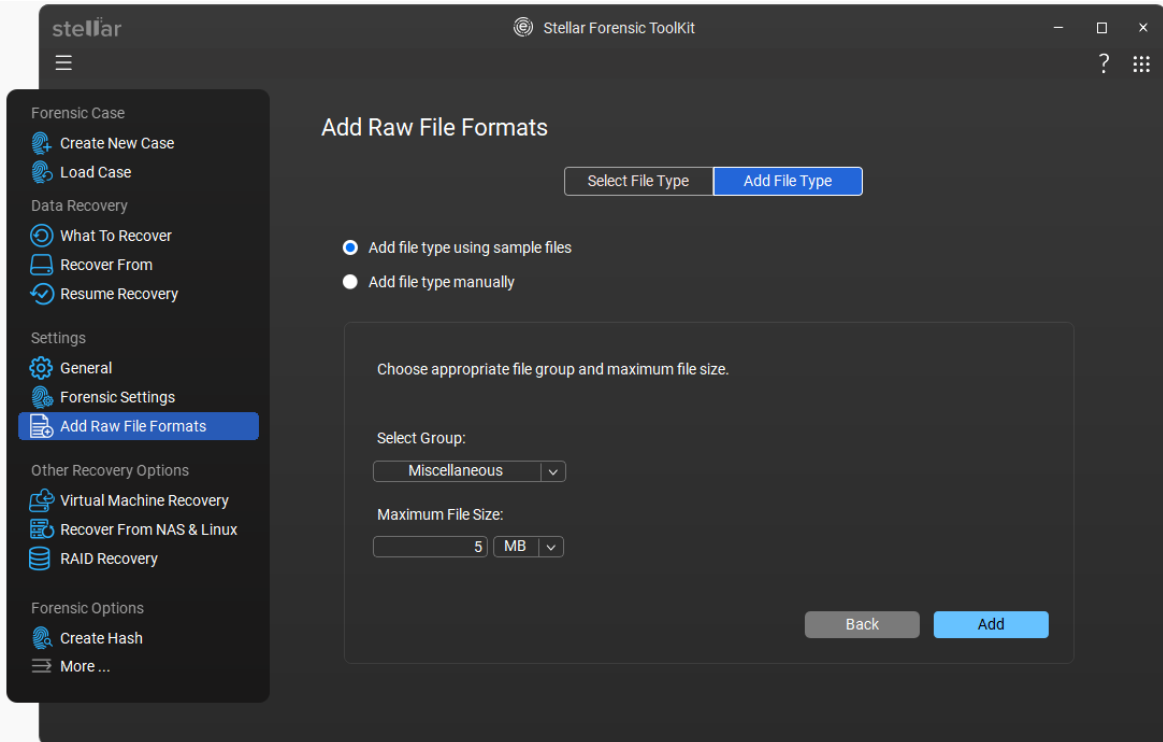 stellar
Stellar Forensic ToolKit
?
Forensic Case
Create New Case
Load Case
Data Recovery
What To Recover
Recover From
Resume Recovery
Settings
General
Forensic Settings
Add Raw File Formats
Other Recovery Options
Virtual Machine Recovery
Recover From NAS & Linux
RAID Recovery
Forensic Options
Create Hash
More ...
Add Raw File Formats
Select File Type
Add File Type
Add file type using sample files
Add file type manually
Choose appropriate file group and maximum file size.
Select Group:
Miscellaneous
Maximum File Size:
5 MB
Back
Add